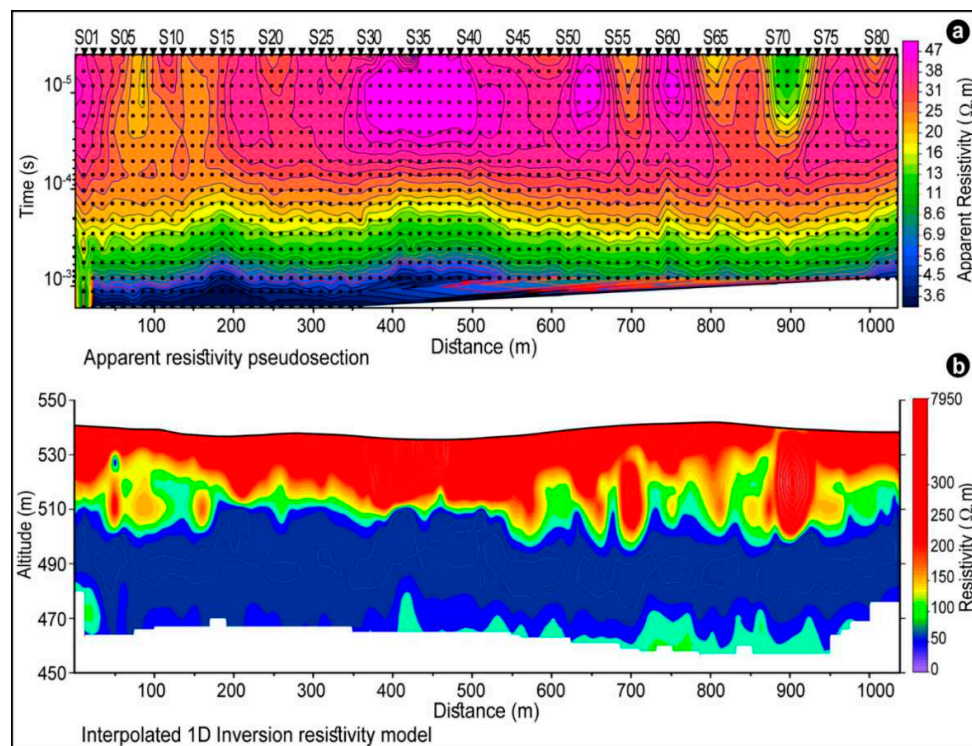 S01 S05 S10 S15 S20 S25 S30 S35 S40 S45 S50 S55 S60 S65 S70 S75 S80
a
47
38
31
25
20
16
13
11
8.6
6.9
5.6
4.5
3.6
Apparent Resistivity (Ω.m)
10⁻⁵
10⁻⁴
10⁻³
Time (s)
100 200 300 400 500 600 700 800 900 1000
Distance (m)
Apparent resistivity pseudosection
b
550
530
510
490
470
450
Altitude (m)
7950
300
250
200
150
100
50
0
Resistivity (Ω.m)
100 200 300 400 500 600 700 800 900 1000
Distance (m)
Interpolated 1D Inversion resistivity model